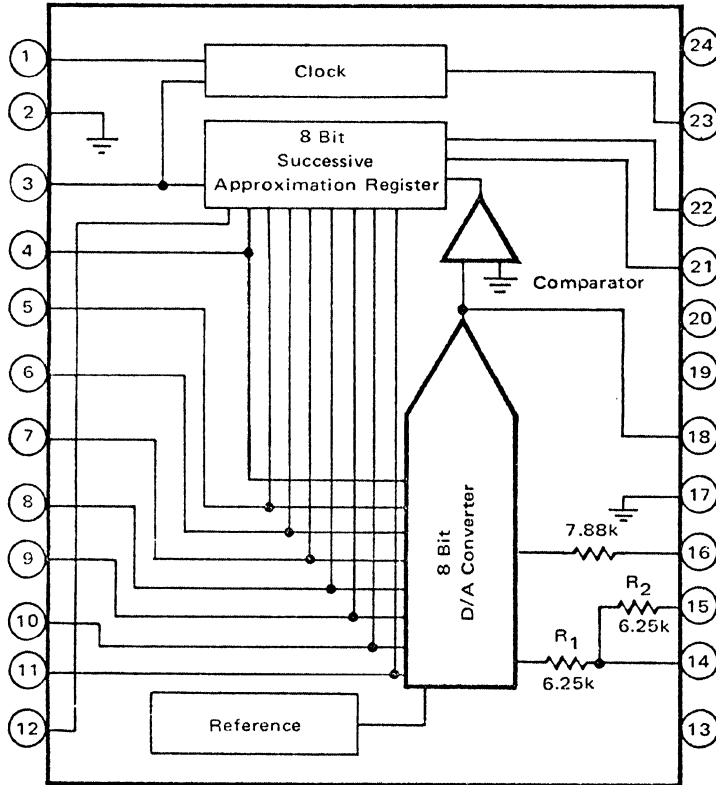 1
24
Clock
2
23
8 Bit
Successive
Approximation Register
3
22
4
21
Comparator
5
20
6
19
7
18
8
17
7.88k
16
9
8 Bit
D/A Converter
R2
15
6.25k
10
R1
14
6.25k
11
Reference
12
13